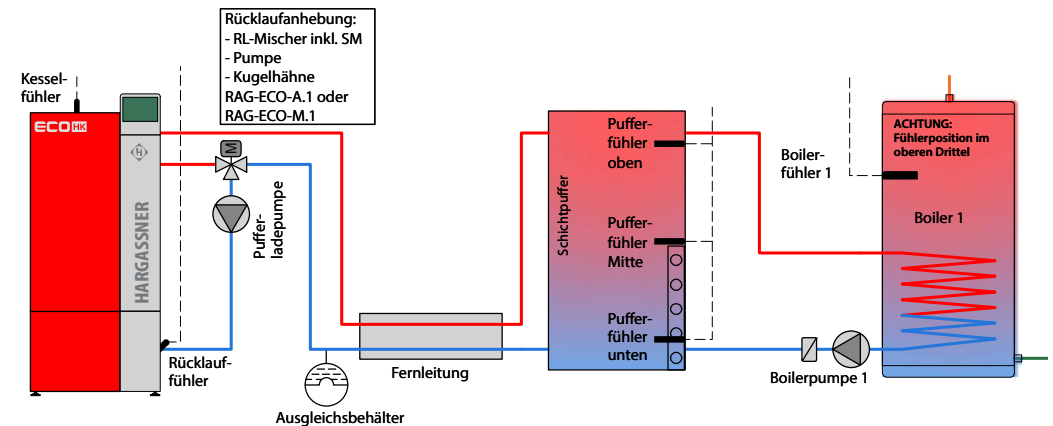 Rücklaufanhebung:
- RL-Mischer inkl. SM
- Pumpe
- Kugelhähne
RAG-ECO-A.1 oder
RAG-ECO-M.1
Kessel-
fühler
ECO HK
H
HARGASSNER
M
Puffer-
ladepumpe
Rücklauf-
fühler
Ausgleichsbehälter
Fernleitung
Schichtpuffer
Puffer-
fühler
oben
Puffer-
fühler
Mitte
Puffer-
fühler
unten
Boiler-
fühler 1
ACHTUNG:
Fühlerposition im
oberen Drittel
Boiler 1
Boilerpumpe 1